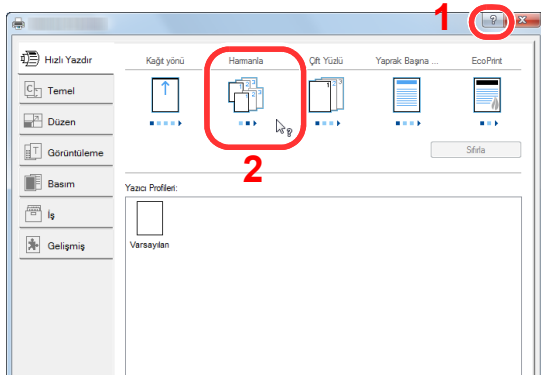 1
?
X
Hızlı Yazdır
Kağıt yönü
Harmanla
Çift Yüzlü
Yaprak Başına ...
EcoPrint
Temel
Düzen
Görüntüleme
Sıfırla
2
Basım
Yazıcı Profilleri:
İş
Gelişmiş
Varsayılan